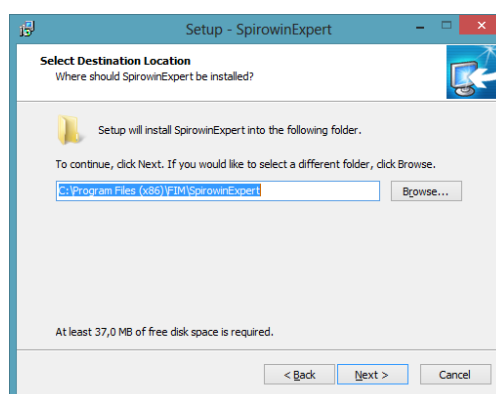 Setup - SpirowinExpert
Select Destination Location
Where should SpirowinExpert be installed?
Setup will install SpirowinExpert into the following folder.
To continue, click Next. If you would like to select a different folder, click Browse.
C:\Program Files (x86)\FIM\SpirowinExpert
Browse...
At least 37,0 MB of free disk space is required.
< Back
Next >
Cancel